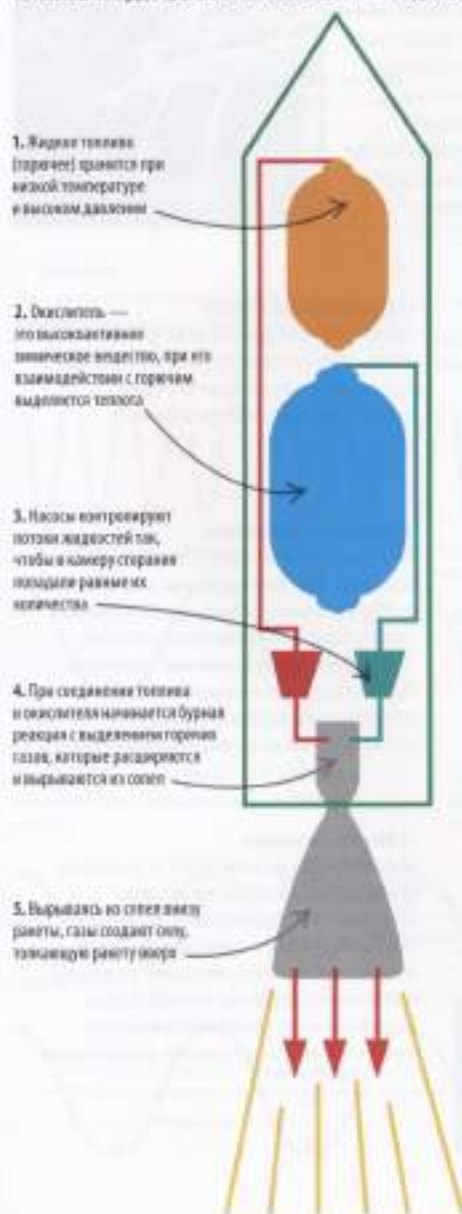 1. Жидкое топливо
(горючее) хранится при
низкой температуре
и высоком давлении
2. Окислитель —
это высокоактивное
химическое вещество, при его
взаимодействии с горючим
выделяется теплота
3. Насосы контролируют
потоки жидкостей так,
чтобы в камеру сгорания
попадали равные их
количества
4. При соединении топлива
и окислителя начинается бурная
реакция с выделением горячих
газов, которые расширяются
и вырываются из сопел
5. Вырываясь из сопел внизу
ракеты, газы создают силу,
толкающую ракету вверх